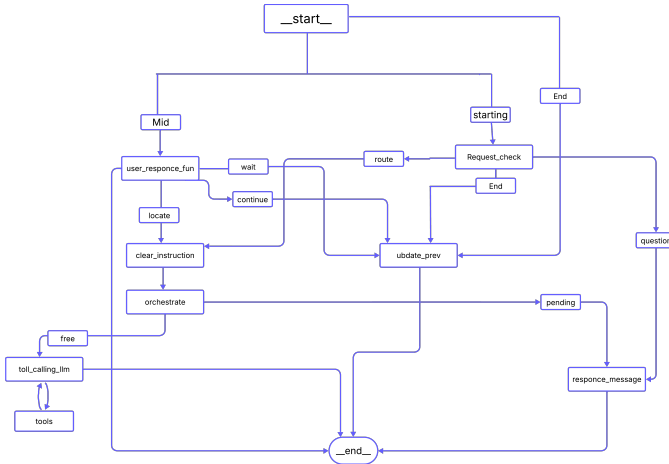 __start__
End
Mid
starting
user_responce_fun
wait
route
Request_check
End
continue
locate
question
clear_instruction
ubdate_prev
orchestrate
pending
free
toll_calling_llm
responce_message
tools
__end__